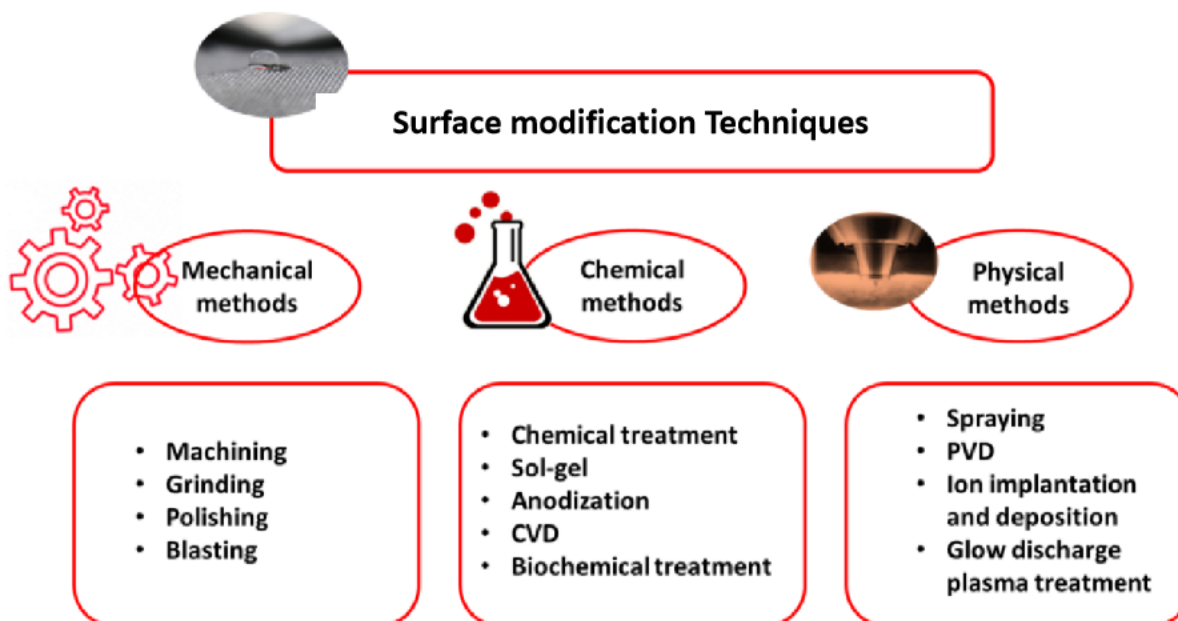 Surface modification Techniques
Mechanical
methods
Chemical
methods
Physical
methods
• Machining
• Grinding
• Polishing
• Blasting
• Chemical treatment
• Sol-gel
• Anodization
• CVD
• Biochemical treatment
• Spraying
• PVD
• Ion implantation
and deposition
• Glow discharge
plasma treatment